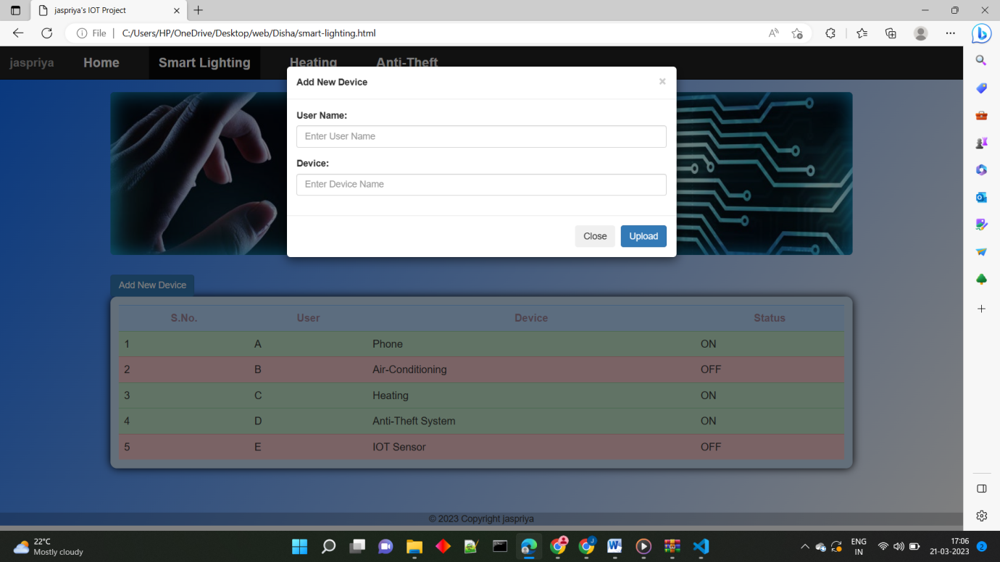 jaspriya's IOT Project
File
C:/Users/HP/OneDrive/Desktop/web/Disha/smart-lighting.html
jaspriya Home Smart Lighting Heating Anti-Theft
Add New Device ×
User Name:
Enter User Name
Device:
Enter Device Name
Close Upload
Add New Device
S.No. User Device Status
1 A Phone ON
2 B Air-Conditioning OFF
3 C Heating ON
4 D Anti-Theft System ON
5 E IOT Sensor OFF
© 2023 Copyright jaspriya
22°C
Mostly cloudy
ENG
IN
17:06
21-03-2023
2